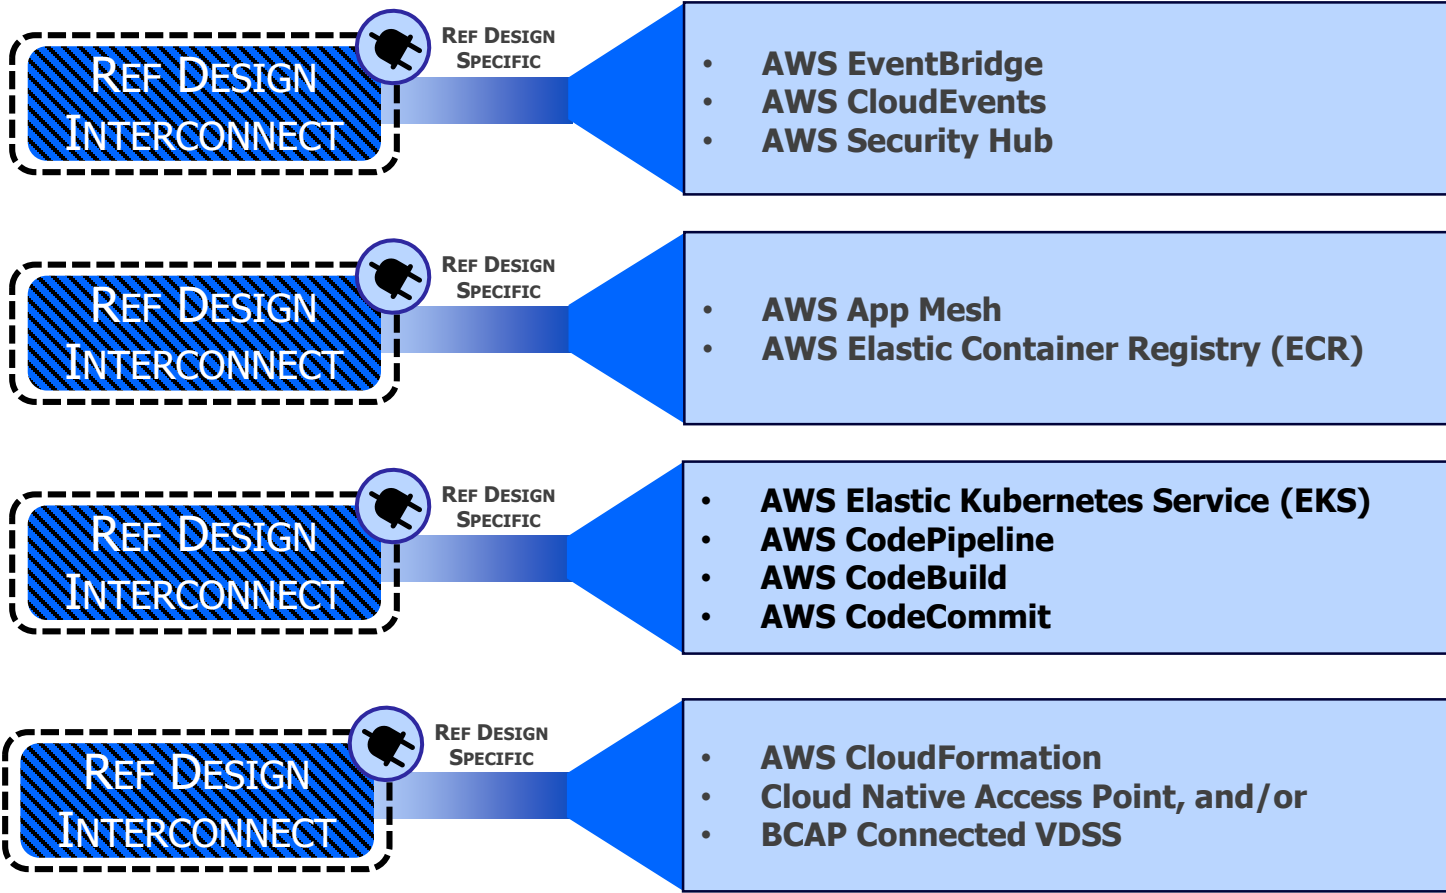 REF DESIGN
INTERCONNECT
REF DESIGN
SPECIFIC
• AWS EventBridge
• AWS CloudEvents
• AWS Security Hub
REF DESIGN
INTERCONNECT
REF DESIGN
SPECIFIC
• AWS App Mesh
• AWS Elastic Container Registry (ECR)
REF DESIGN
INTERCONNECT
REF DESIGN
SPECIFIC
• AWS Elastic Kubernetes Service (EKS)
• AWS CodePipeline
• AWS CodeBuild
• AWS CodeCommit
REF DESIGN
INTERCONNECT
REF DESIGN
SPECIFIC
• AWS CloudFormation
• Cloud Native Access Point, and/or
• BCAP Connected VDSS